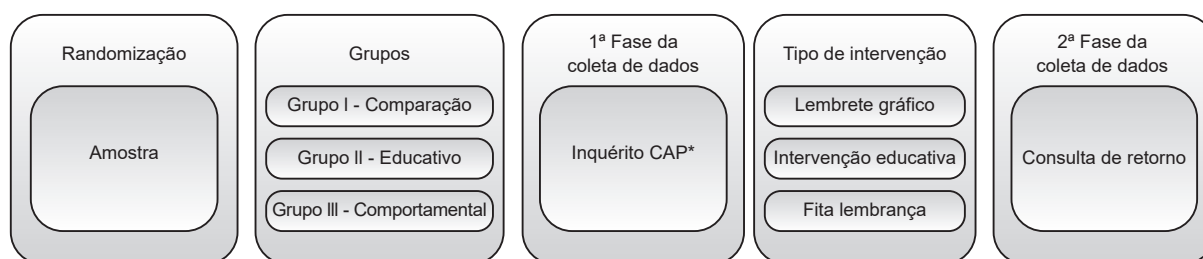 Randomização
Amostra
Grupos
Grupo I - Comparação
Grupo II - Educativo
Grupo III - Comportamental
1ª Fase da
coleta de dados
Inquérito CAP*
Tipo de intervenção
Lembrete gráfico
Intervenção educativa
Fita lembrança
2ª Fase da
coleta de dados
Consulta de retorno